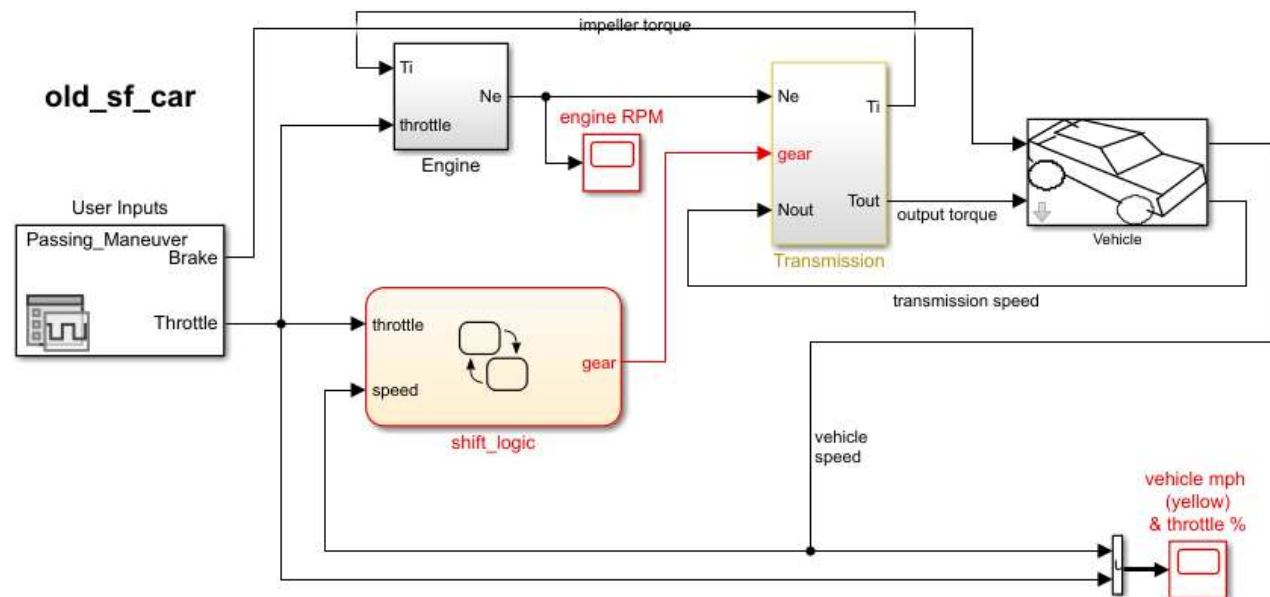 impeller torque
old_sf_car
Ti
Ne
throttle
Engine
engine RPM
Ne
Ti
gear
Nout
Tout
Transmission
output torque
Vehicle
transmission speed
User Inputs
Passing_Maneuver
Brake
Throttle
throttle
gear
speed
shift_logic
vehicle
speed
vehicle mph
(yellow)
& throttle %